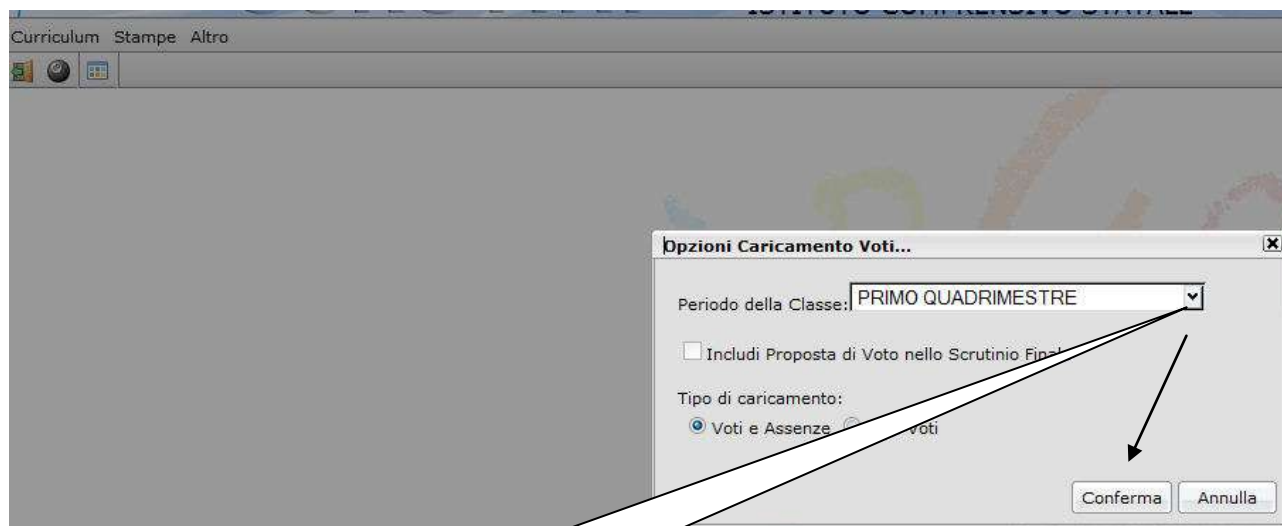 Curriculum Stampe Altro
Opzioni Caricamento Voti...
Periodo della Classe: PRIMO QUADRIMESTRE
Includi Proposta di Voto nello Scrutinio
Tipo di caricamento:
Voti e Assenze Voti
Conferma Annulla